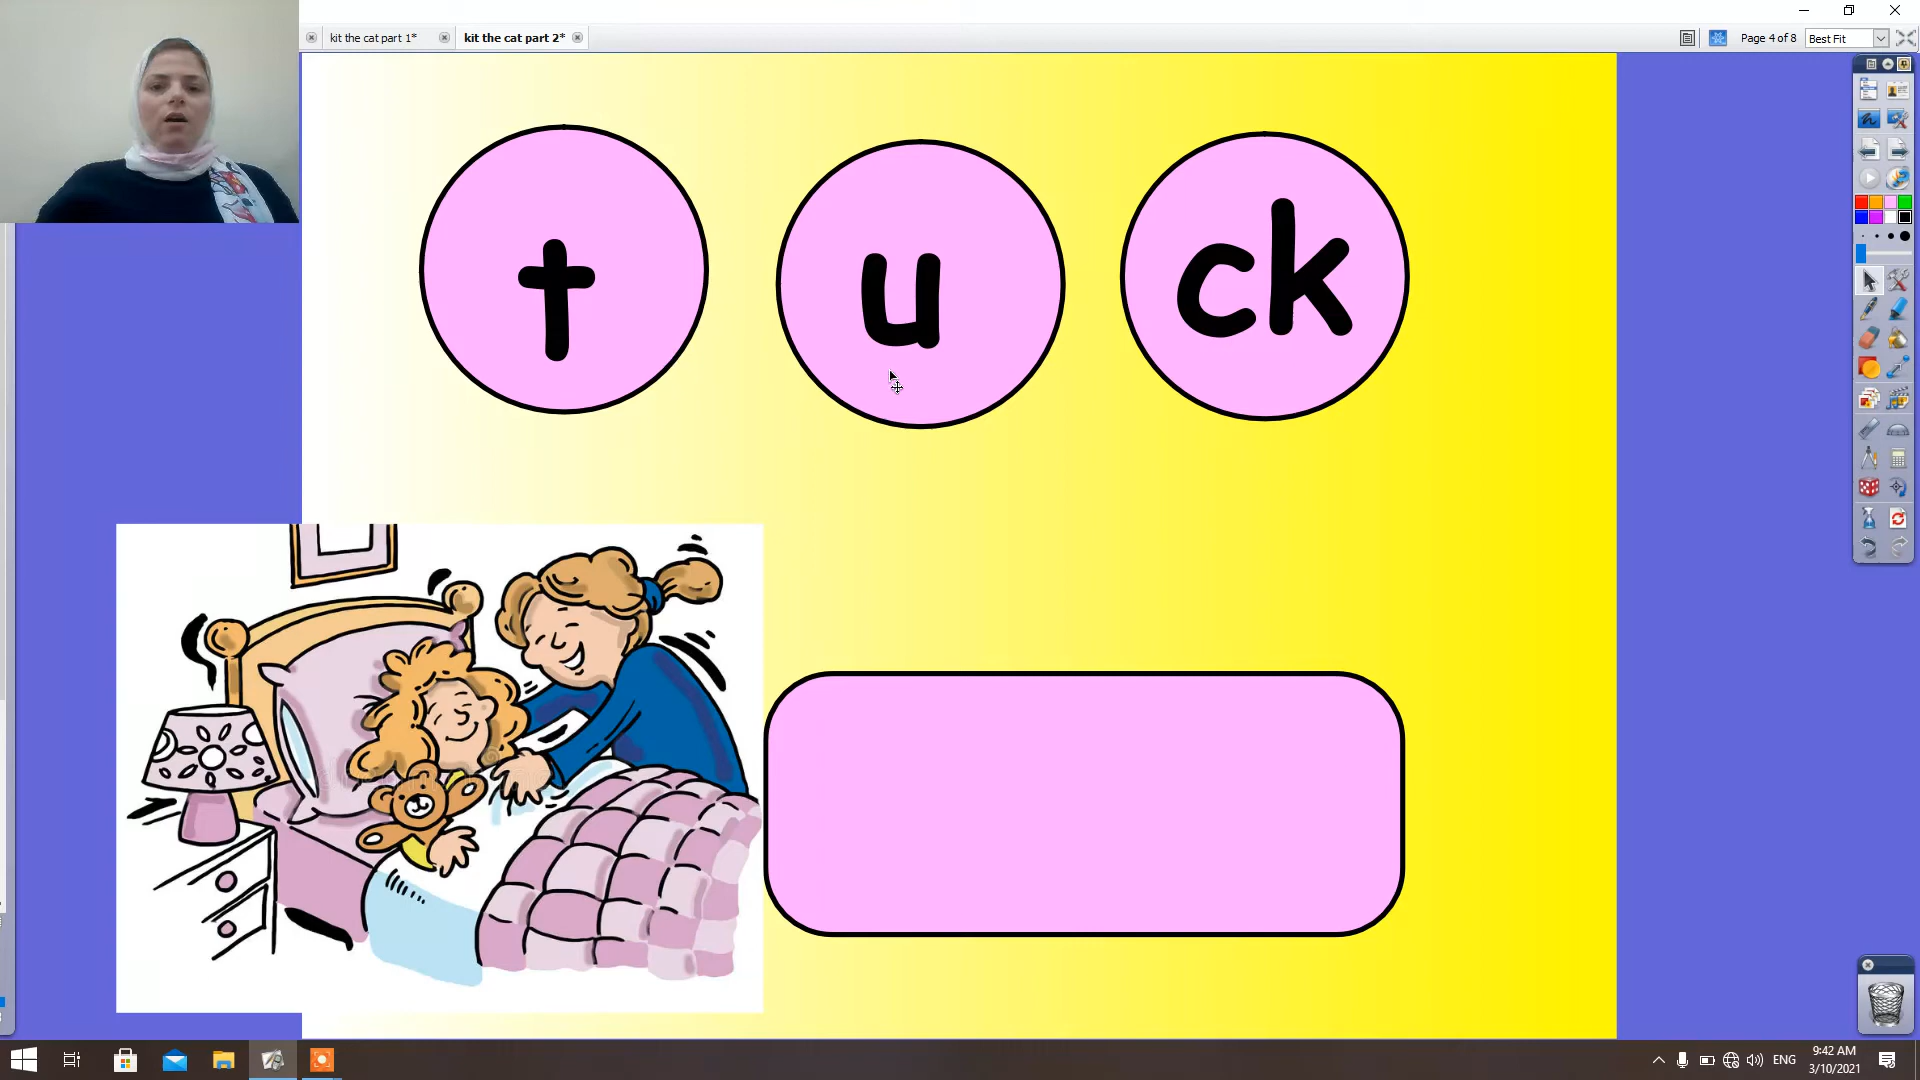 kit the cat part 1*
kit the cat part 2*
Page 4 of 8
Best Fit
t u ck
ENG
9:42 AM
3/10/2021